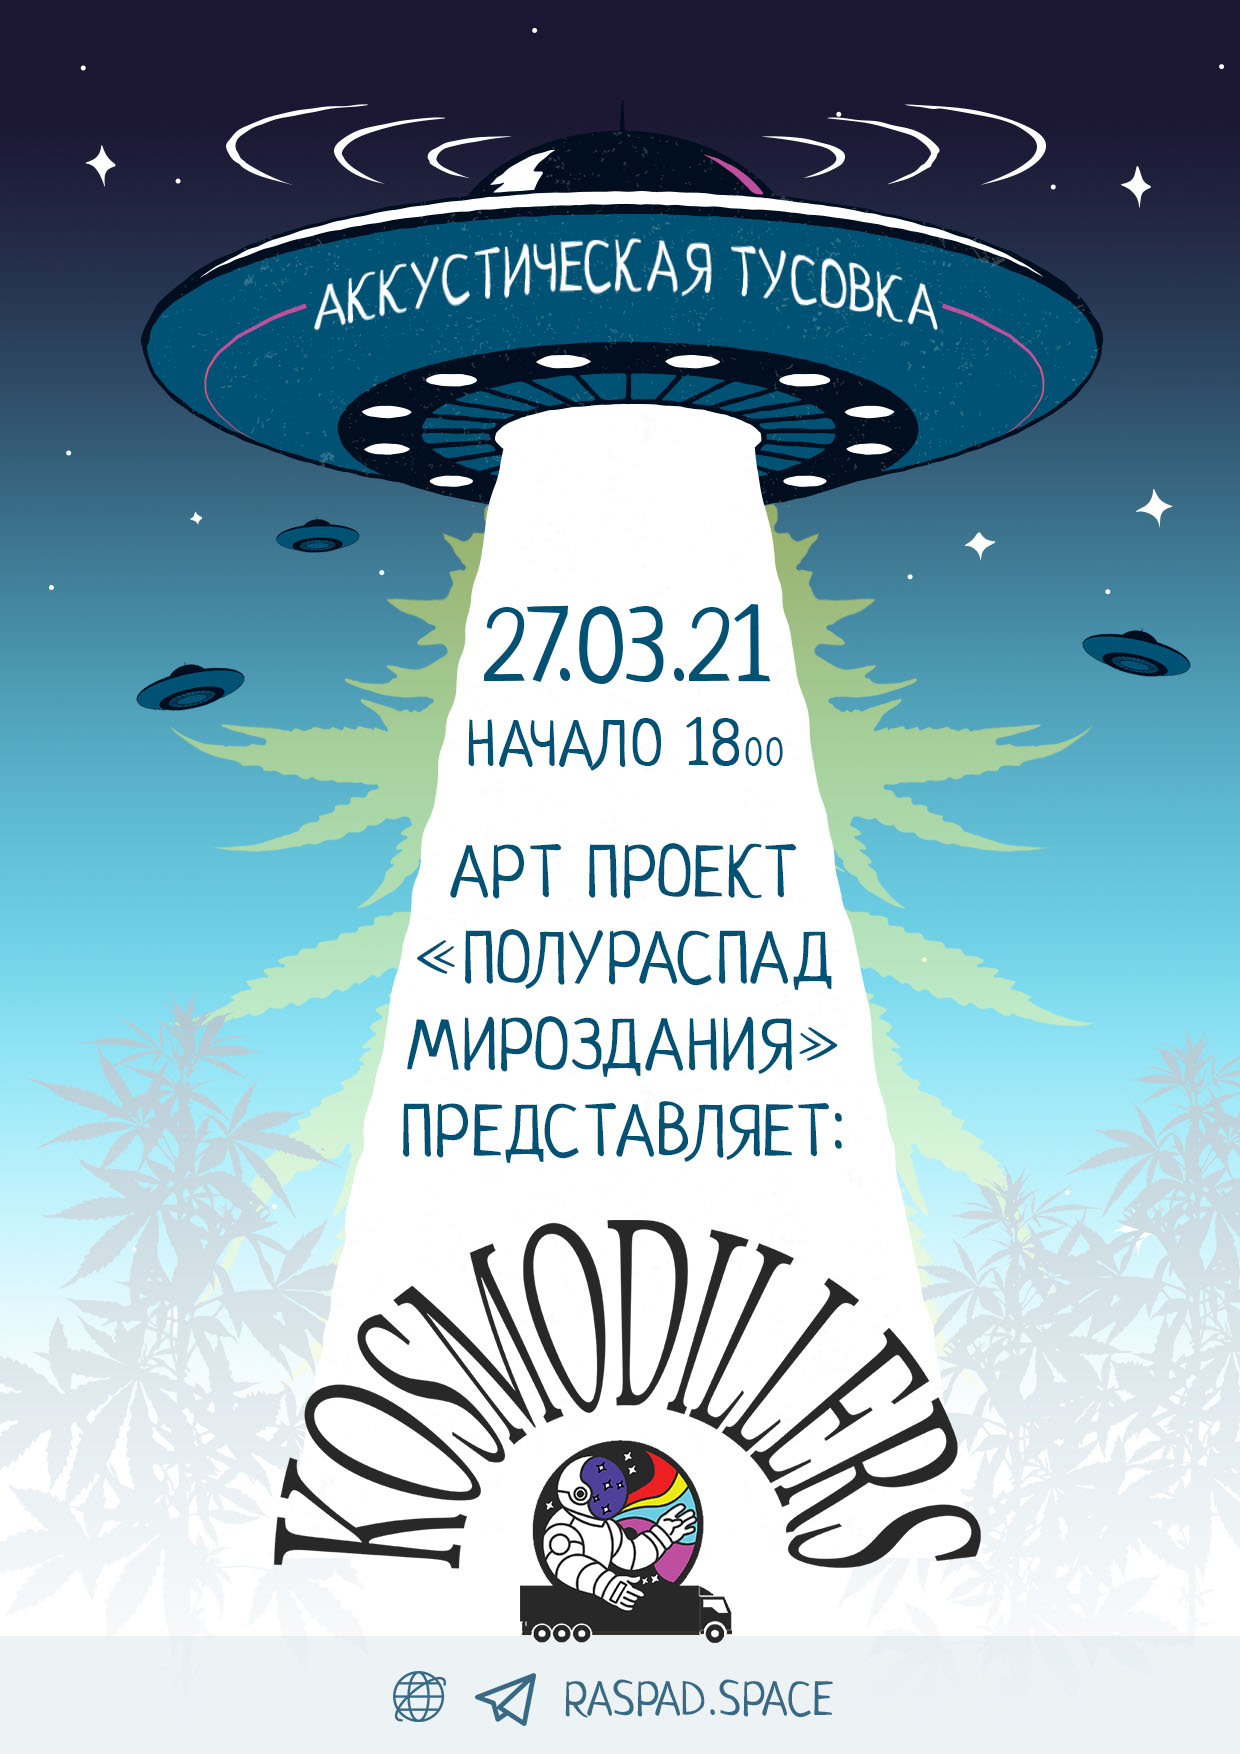 АККУСТИЧЕСКАЯ ТУСОВКА
27.03.21
НАЧАЛО 1800
АРТ ПРОЕКТ
«ПОЛУРАСПАД
МИРОЗДАНИЯ»
ПРЕДСТАВЛЯЕТ:
KOSMODILLERS
RASPAD.SPACE